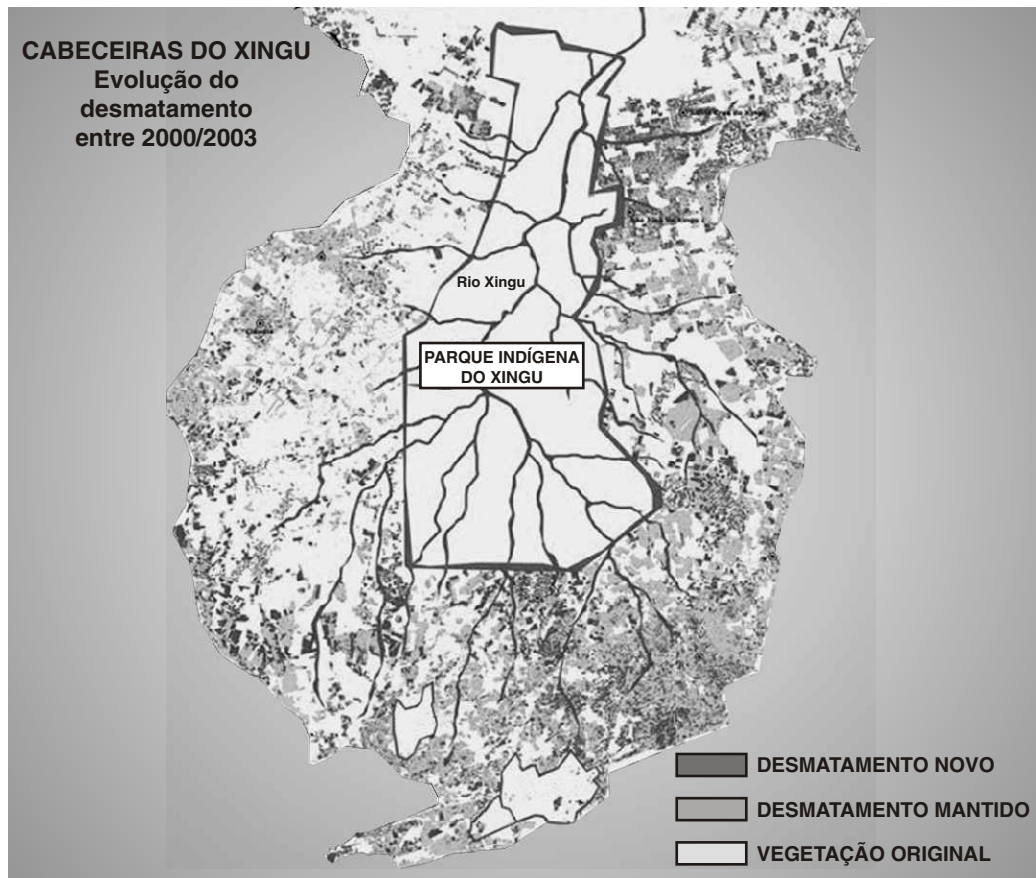 CABECEIRAS DO XINGU
Evolução do
desmatamento
entre 2000/2003
Rio Xingu
PARQUE INDÍGENA
DO XINGU
DESMATAMENTO NOVO
DESMATAMENTO MANTIDO
VEGETAÇÃO ORIGINAL